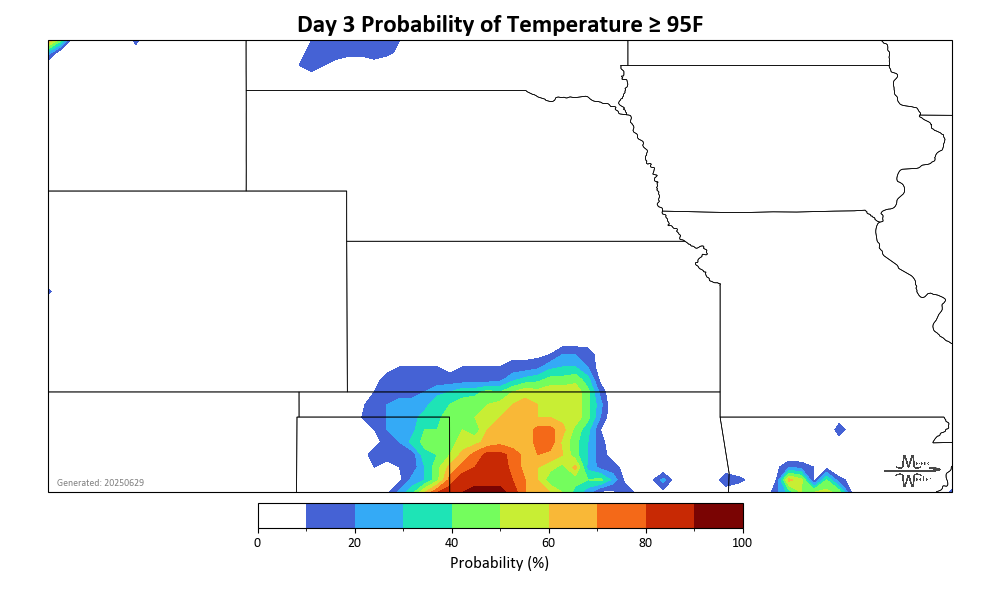 Day 3 Probability of Temperature ≥ 95F
Generated: 20250629
0 20 40 60 80 100
Probability (%)